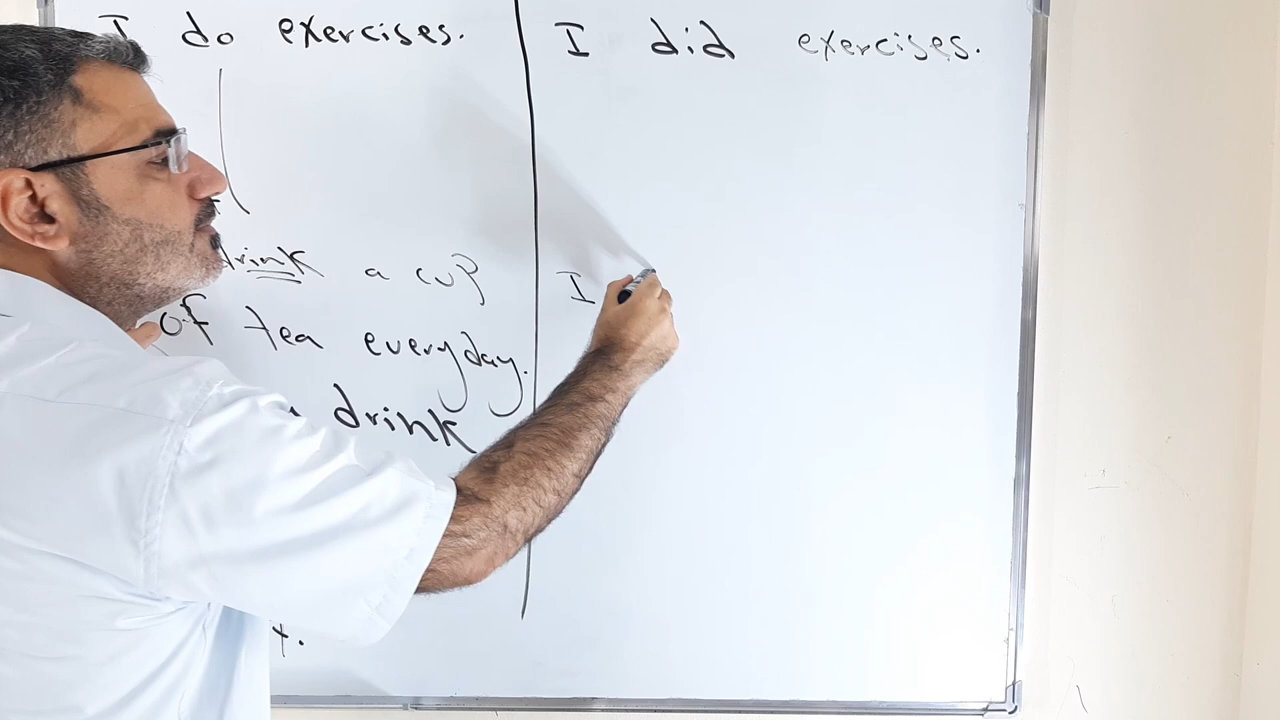 I do exercises.
drink a cup
of tea everyday.
drink
I did exercises.
I